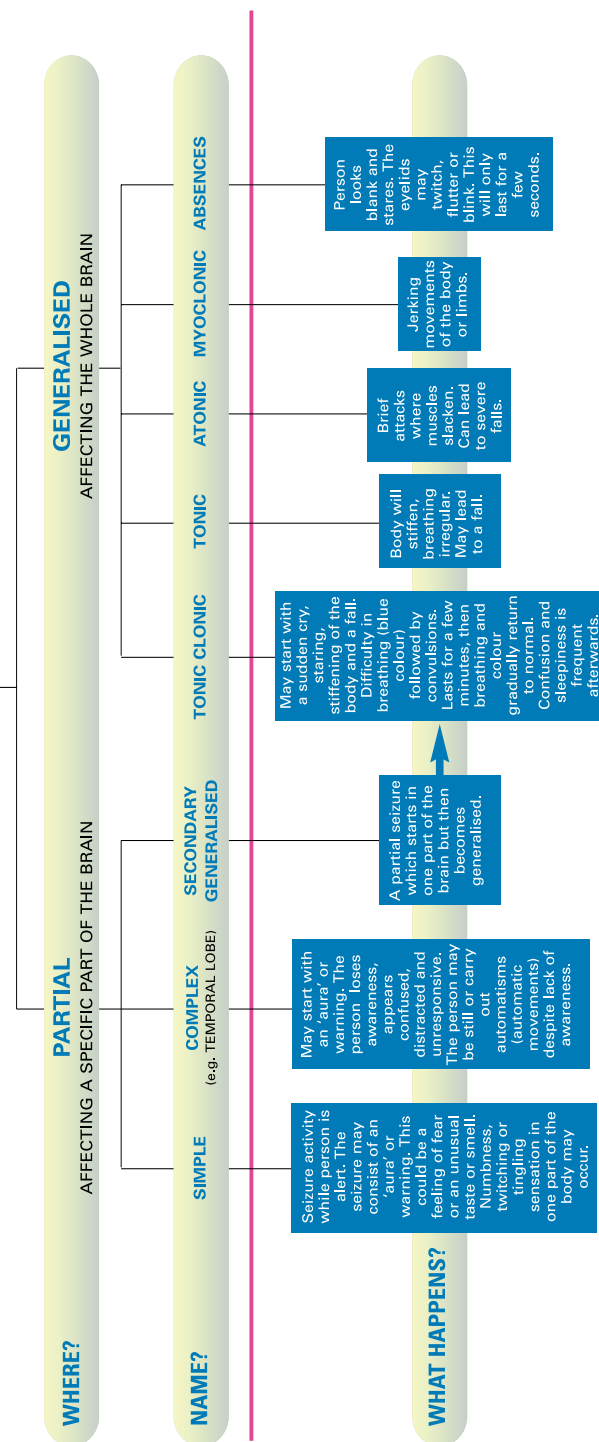 WHERE?
PARTIAL
AFFECTING A SPECIFIC PART OF THE BRAIN
GENERALISED
AFFECTING THE WHOLE BRAIN
NAME?
SIMPLE
COMPLEX
(e.g. TEMPORAL LOBE)
SECONDARY
GENERALISED
TONIC CLONIC
TONIC
ATONIC
MYOCLONIC
ABSENCES
WHAT HAPPENS?
Seizure activity
while person is
alert. The
seizure may
consist of an
'aura' or
warning. This
could be a
feeling of fear
or an unusual
taste or smell.
Numbness,
twitching or
tingling
sensation in
one part of the
body may
occur.
May start with
an 'aura' or
warning. The
person loses
awareness,
appears
confused,
distracted and
unresponsive.
The person may
be still or carry
out
automatisms
(automatic
movements)
despite lack of
awareness.
A partial seizure
which starts in
one part of the
brain but then
becomes
generalised.
May start with
a sudden cry,
staring,
stiffening of the
body and a fall.
Difficulty in
breathing (blue
colour)
followed by
convulsions.
Lasts for a few
minutes, then
breathing and
colour
gradually return
to normal.
Confusion and
sleepiness is
frequent
afterwards.
Body will
stiffen,
breathing
irregular.
May lead
to a fall.
Brief
attacks
where
muscles
slacken.
Can lead
to severe
falls.
Jerking
movements
of the body
or limbs.
Person
looks
blank and
stares. The
eyelids
may
twitch,
flutter or
blink. This
will only
last for a
few
seconds.